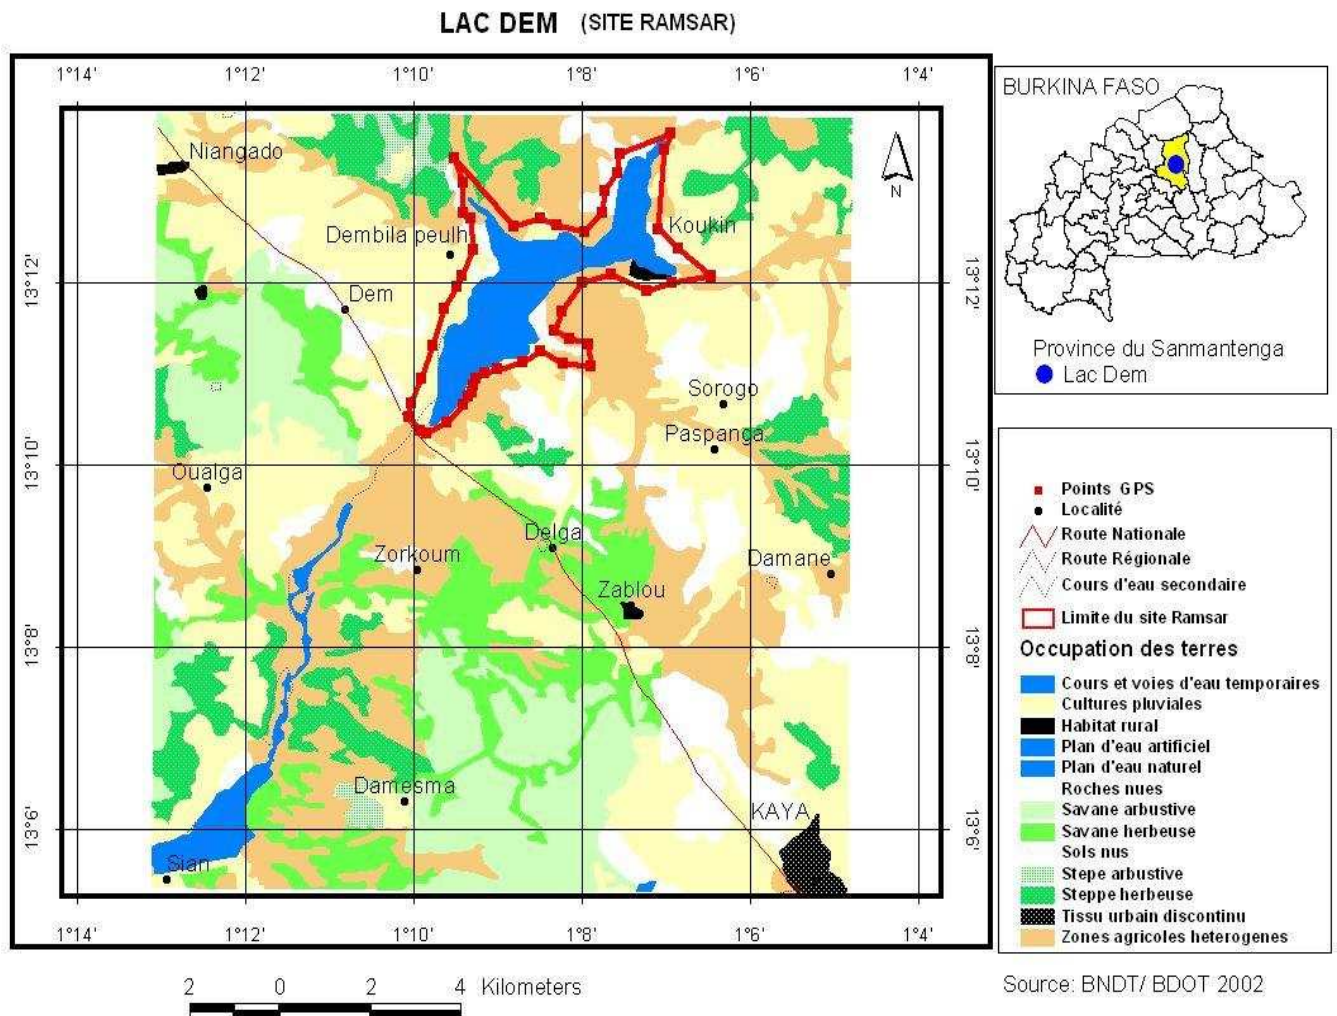 LAC DEM (SITE RAMSAR)
1°14' 1°12' 1°10' 1°8' 1°6' 1°4'
BURKINA FASO
Niangado
N
Dembila peulh
Koukin
13°12' 13°12'
Dem
Province du Sanmantenga
Lac Dem
Sorogo
Paspanga
13°10' 13°10'
Oualga
Delga
Zorkoum
Damane
Zablou
13°8' 13°8'
Damesma
KAYA
13°6' 13°6'
Sian
1°14' 1°12' 1°10' 1°8' 1°6' 1°4'
2 0 2 4 Kilometers
Points GPS
Localité
Route Nationale
Route Régionale
Cours d'eau secondaire
Limite du site Ramsar
Occupation des terres
Cours et voies d'eau temporaires
Cultures pluviales
Habitat rural
Plan d'eau artificiel
Plan d'eau naturel
Roches nues
Savane arbustive
Savane herbeuse
Sols nus
Stepe arbustive
Steppe herbeuse
Tissu urbain discontinu
Zones agricoles heterogenes
Source: BNDT/ BDOT 2002